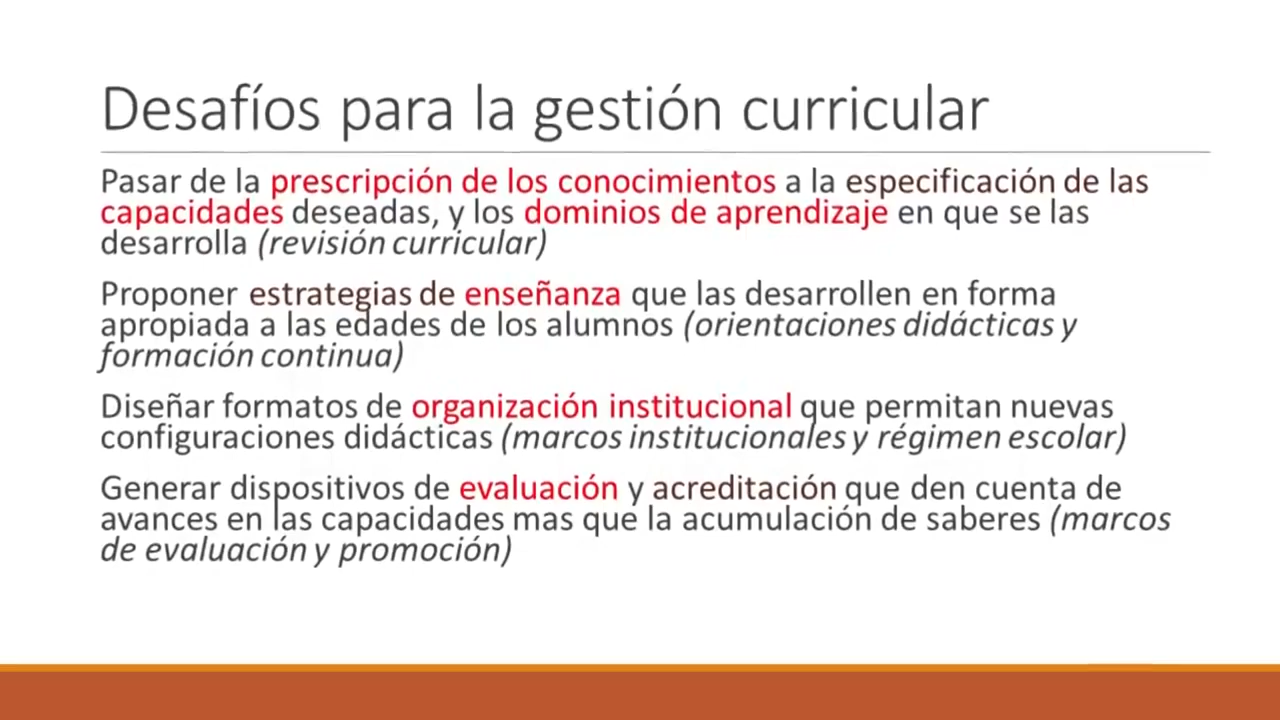 Desafíos para la gestión curricular
Pasar de la prescripción de los conocimientos a la especificación de las
capacidades deseadas, y los dominios de aprendizaje en que se las
desarrolla (revisión curricular)
Proponer estrategias de enseñanza que las desarrollen en forma
apropiada a las edades de los alumnos (orientaciones didácticas y
formación continua)
Diseñar formatos de organización institucional que permitan nuevas
configuraciones didácticas (marcos institucionales y régimen escolar)
Generar dispositivos de evaluación y acreditación que den cuenta de
avances en las capacidades mas que la acumulación de saberes (marcos
de evaluación y promoción)